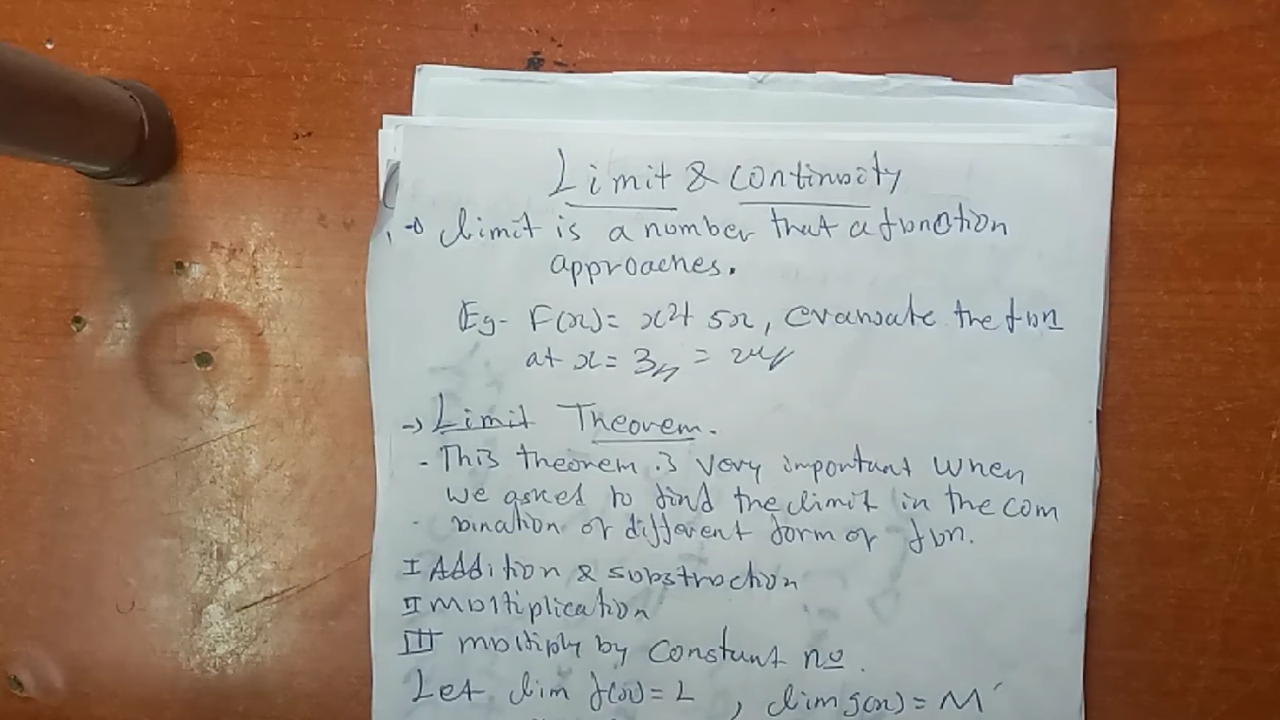 Limit & continuity
→ limit is a number that a function
approaches.
Eg- F(x)= x²+ 5x, evaluate the fun
at x= 3,, = 24,,
→ Limit Theorem.
- This theorem is very important when
we asked to find the limit in the com
bination of different form of fun.
I Addition & substraction
II multiplication
III multiply by constant no.
Let lim f(x)= L , lim g(x) = M